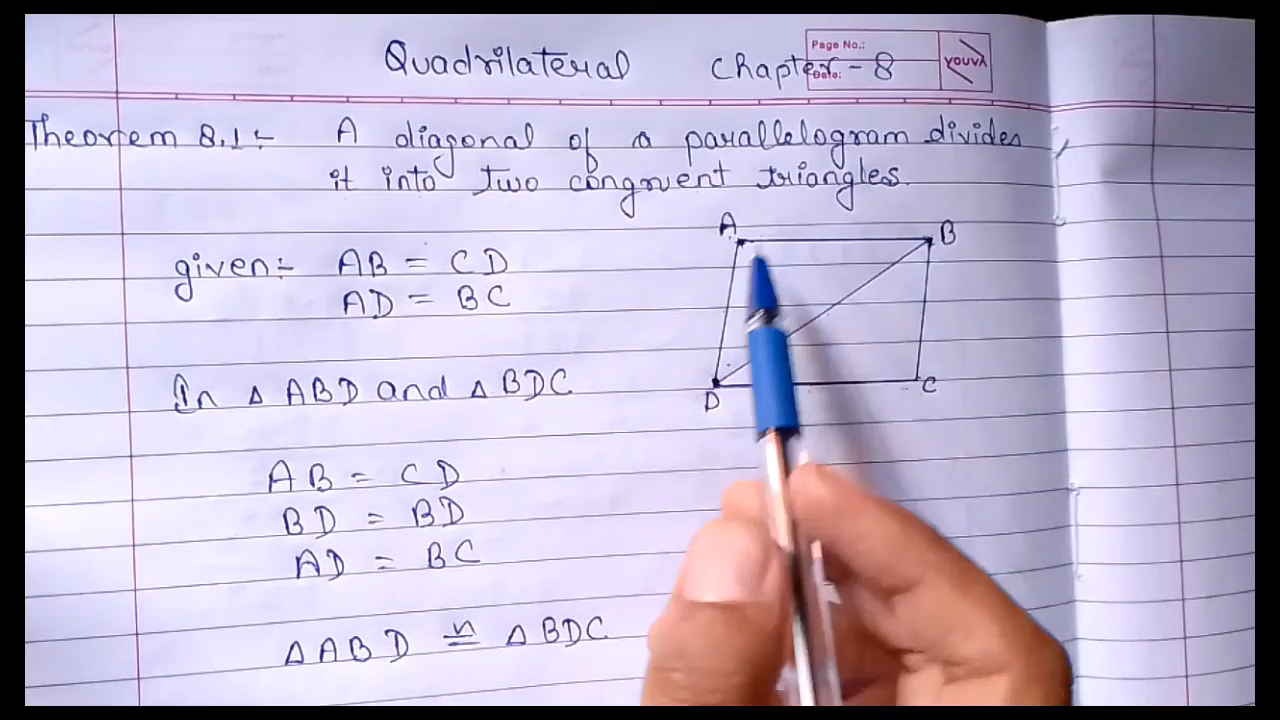 Quadrilateral Chapter - 8
Page No.:
Date:
YOUVA
Theorem 8.1 :- A diagonal of a parallelogram divides
it into two congruent triangles.
A
B
given:- AB = CD
AD = BC
In △ ABD and △ BDC
D
C
AB = CD
BD = BD
AD = BC
△ABD ≅ △BDC